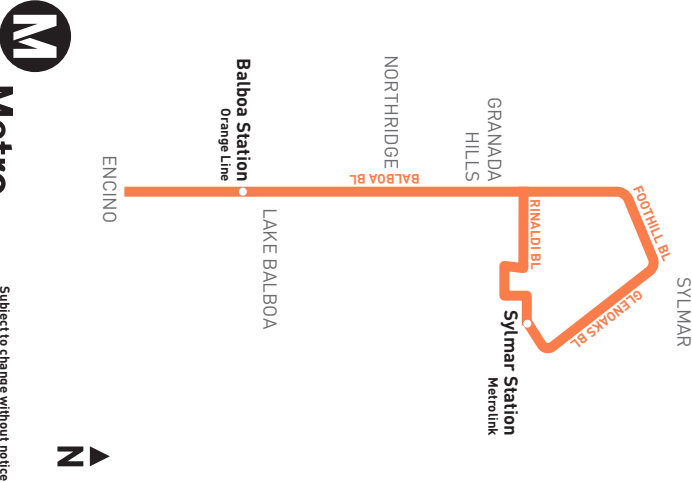 SYLMAR
FOOTHILL BL
GLENOAKS BL
RINALDI BL
Sylmar Station
Metrolink
GRANADA
HILLS
NORTHRIDGE
BALBOA BL
LAKE BALBOA
Balboa Station
Orange Line
ENCINO
N
M
Metro
Subject to change without notice